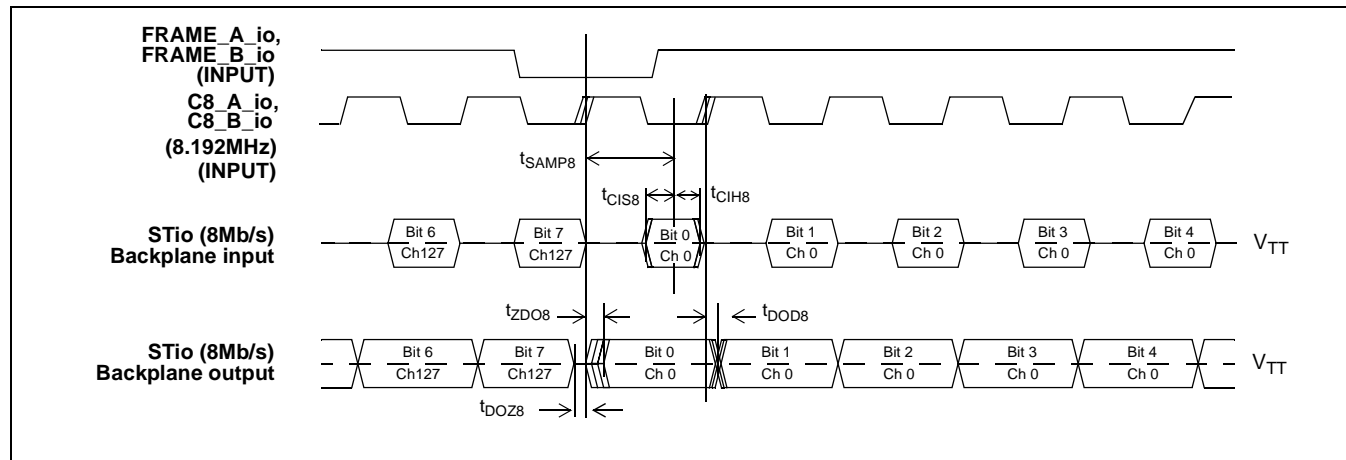 FRAME_A_io,
FRAME_B_io
(INPUT)
C8_A_io,
C8_B_io
(8.192MHz)
(INPUT)
tSAMP8
tCIS8
tCIH8
STio (8Mb/s)
Backplane input
Bit 6
Ch127
Bit 7
Ch127
Bit 0
Ch 0
Bit 1
Ch 0
Bit 2
Ch 0
Bit 3
Ch 0
Bit 4
Ch 0
VTT
tZDO8
tDOD8
STio (8Mb/s)
Backplane output
Bit 6
Ch127
Bit 7
Ch127
Bit 0
Ch 0
Bit 1
Ch 0
Bit 2
Ch 0
Bit 3
Ch 0
Bit 4
Ch 0
VTT
tDOZ8